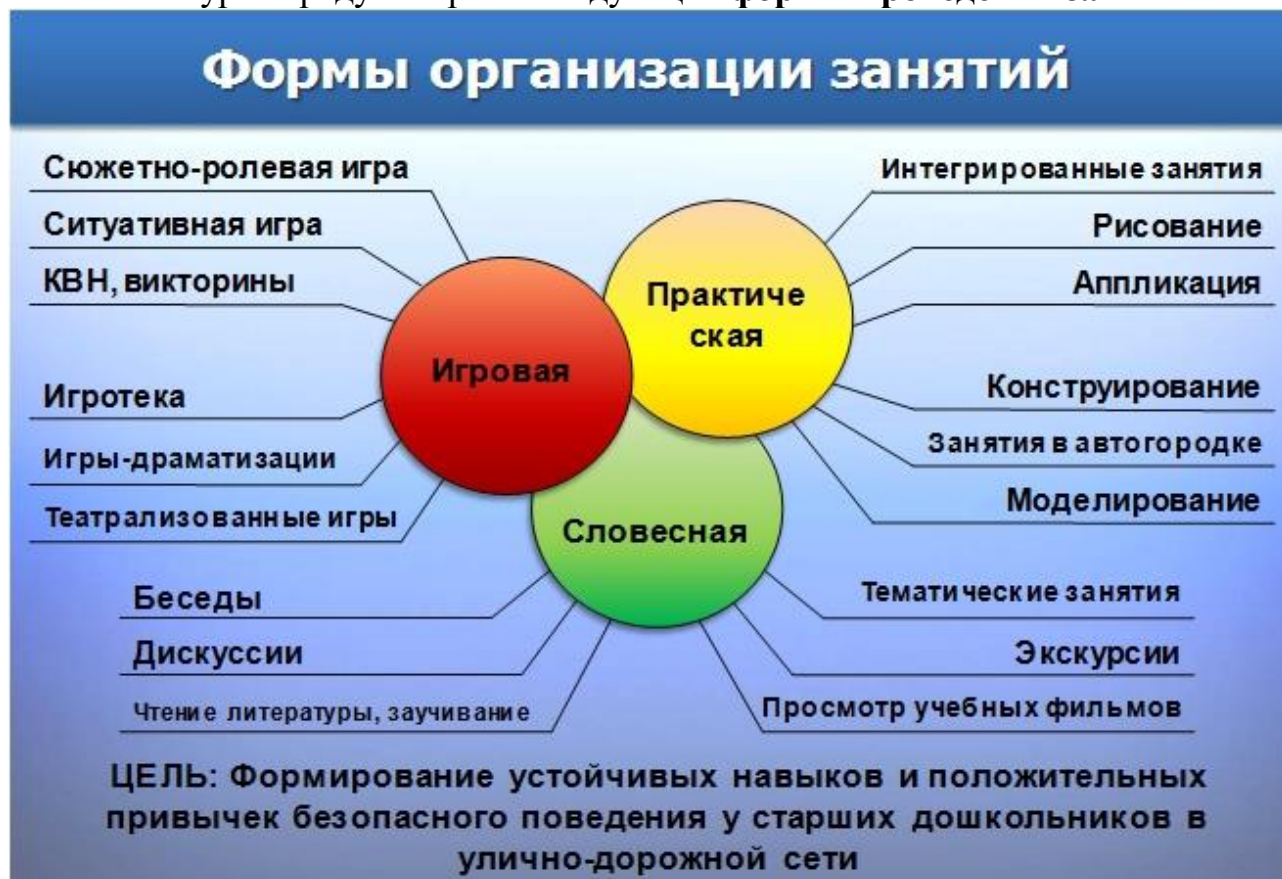 Формы организации занятий
Сюжетно-ролевая игра
Ситуативная игра
КВН, викторины
Игротека
Игры-драматизации
Театрализованные игры
Игровая
Практиче
ская
Интегрированные занятия
Рисование
Аппликация
Конструирование
Занятия в автогородке
Моделирование
Словесная
Беседы
Дискуссии
Чтение литературы, заучивание
Тематические занятия
Экскурсии
Просмотр учебных фильмов
ЦЕЛЬ: Формирование устойчивых навыков и положительных
привычек безопасного поведения у старших дошкольников в
улично-дорожной сети